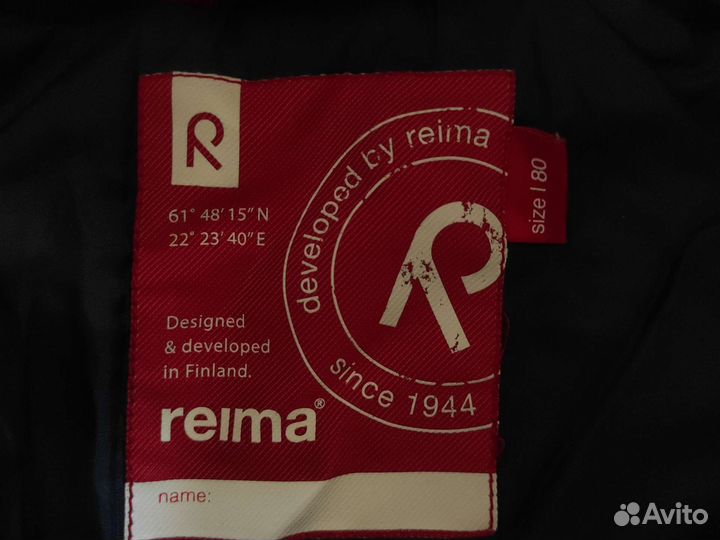 developed by reima
since 1944
size | 80
61° 48' 15" N
22° 23' 40" E
Designed
& developed
in Finland.
reima®
name:
Avito